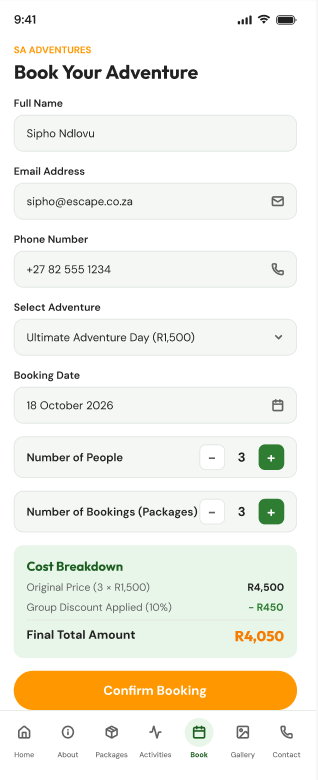 9:41
SA ADVENTURES
Book Your Adventure
Full Name
Sipho Ndlovu
Email Address
sipho@escape.co.za
Phone Number
+27 82 555 1234
Select Adventure
Ultimate Adventure Day (R1,500)
Booking Date
18 October 2026
Number of People − 3 +
Number of Bookings (Packages) − 3 +
Cost Breakdown
Original Price (3 × R1,500) R4,500
Group Discount Applied (10%) − R450
Final Total Amount R4,050
Confirm Booking
Home About Packages Activities Book Gallery Contact